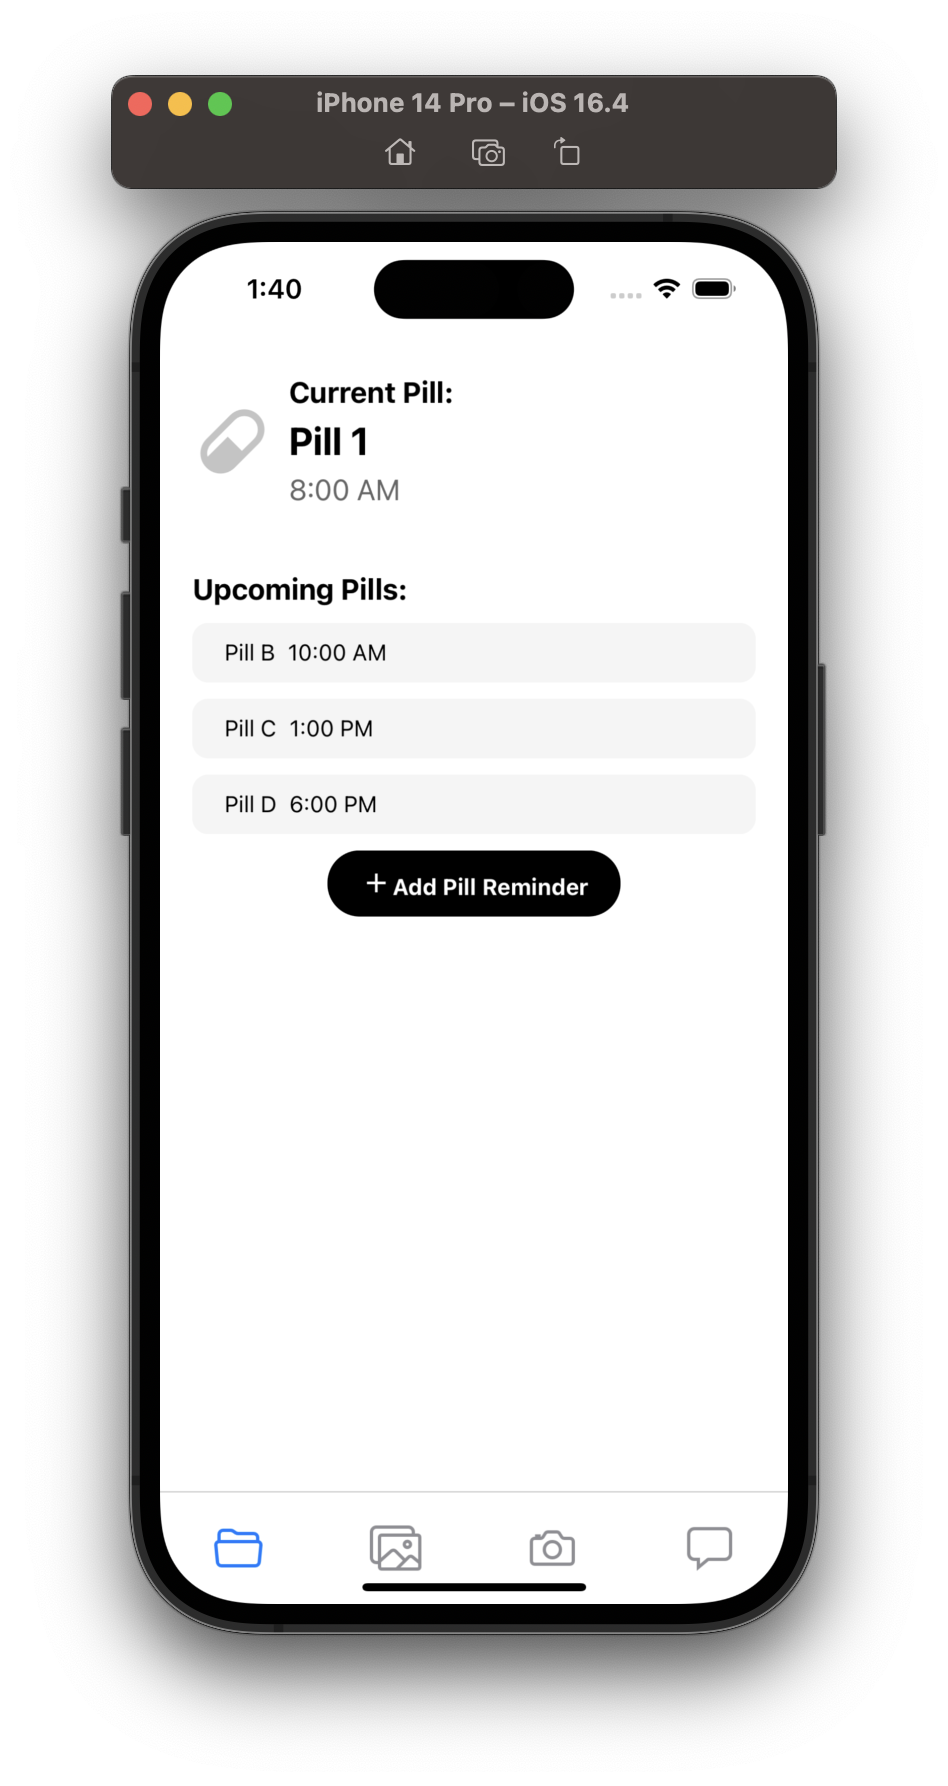 iPhone 14 Pro – iOS 16.4
1:40
Current Pill:
Pill 1
8:00 AM
Upcoming Pills:
Pill B 10:00 AM
Pill C 1:00 PM
Pill D 6:00 PM
+ Add Pill Reminder